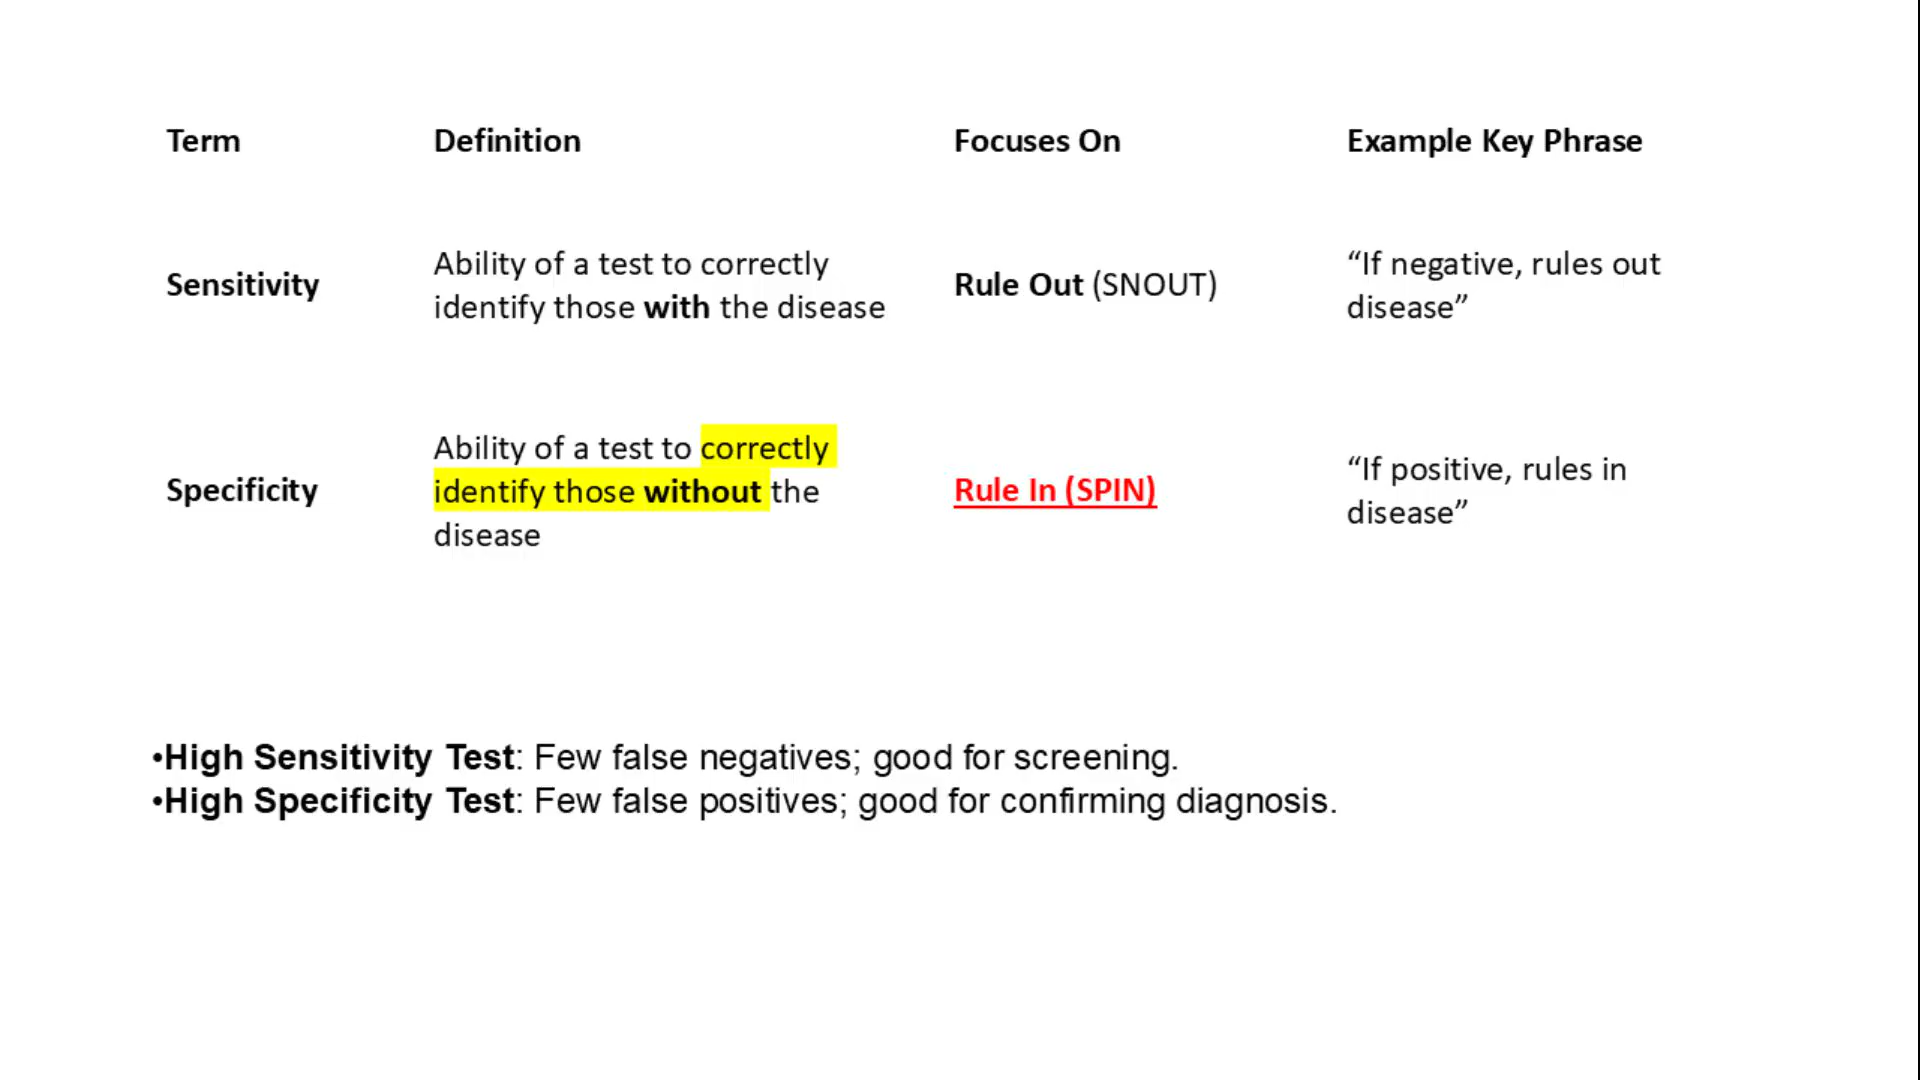 Term Definition Focuses On Example Key Phrase
Sensitivity
Ability of a test to correctly
identify those with the disease
Rule Out (SNOUT)
“If negative, rules out
disease”
Specificity
Ability of a test to correctly
identify those without the
disease
Rule In (SPIN)
“If positive, rules in
disease”
•High Sensitivity Test: Few false negatives; good for screening.
•High Specificity Test: Few false positives; good for confirming diagnosis.